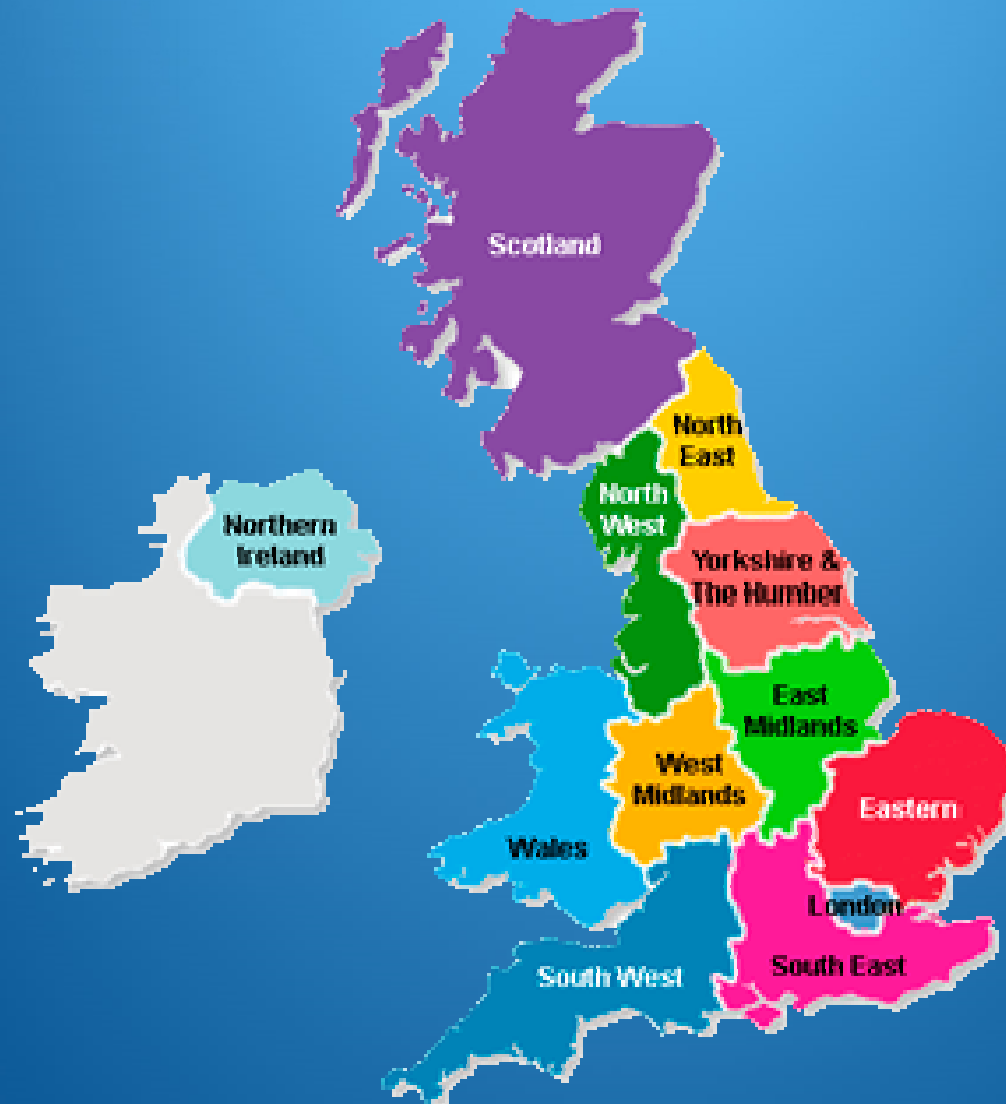 Scotland
North
East
North
West
Northern
Ireland
Yorkshire &
The Humber
East
Midlands
West
Midlands
Eastern
Wales
London
South East
South West